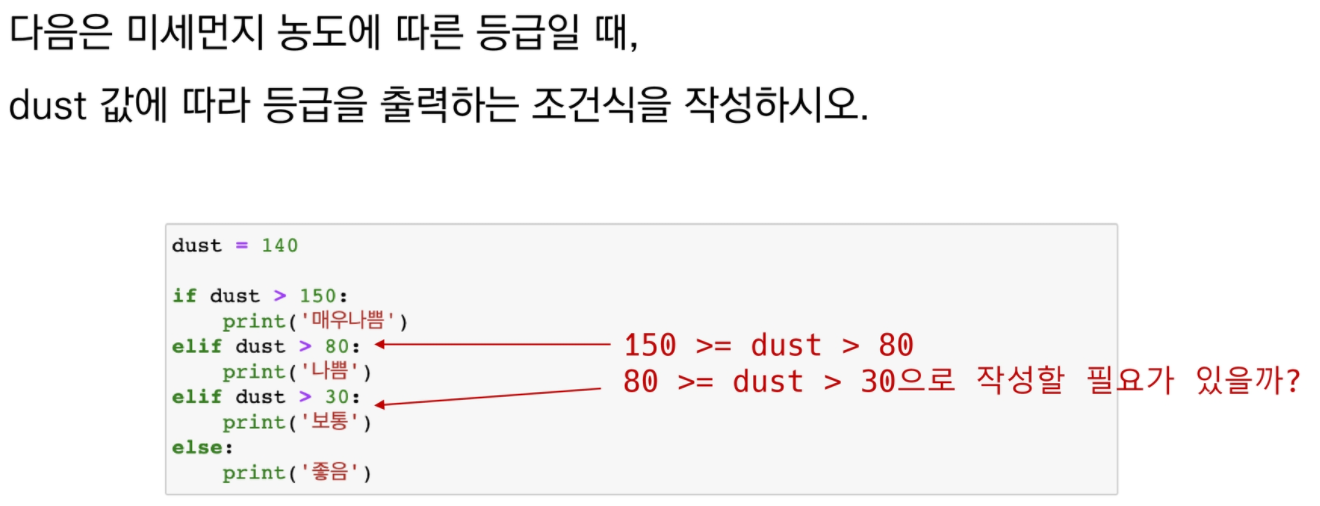 다음은 미세먼지 농도에 따른 등급일 때,
dust 값에 따라 등급을 출력하는 조건식을 작성하시오.
dust = 140
if dust > 150:
    print('매우나쁨')
elif dust > 80:
    print('나쁨')
elif dust > 30:
    print('보통')
else:
    print('좋음')
150 >= dust > 80
80 >= dust > 30으로 작성할 필요가 있을까?